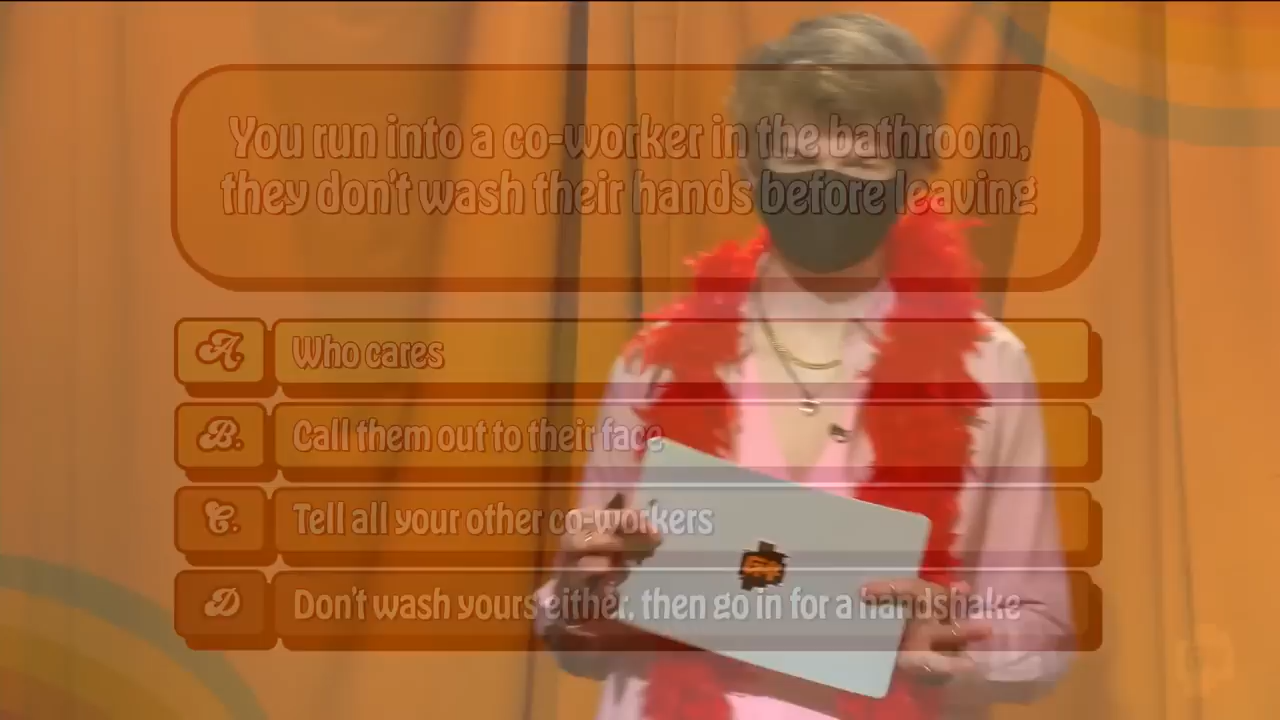 You run into a co-worker in the bathroom,
they don't wash their hands before leaving
A.
Who cares
B.
Call them out to their face
C.
Tell all your other co-workers
D
Don't wash yours either, then go in for a handshake